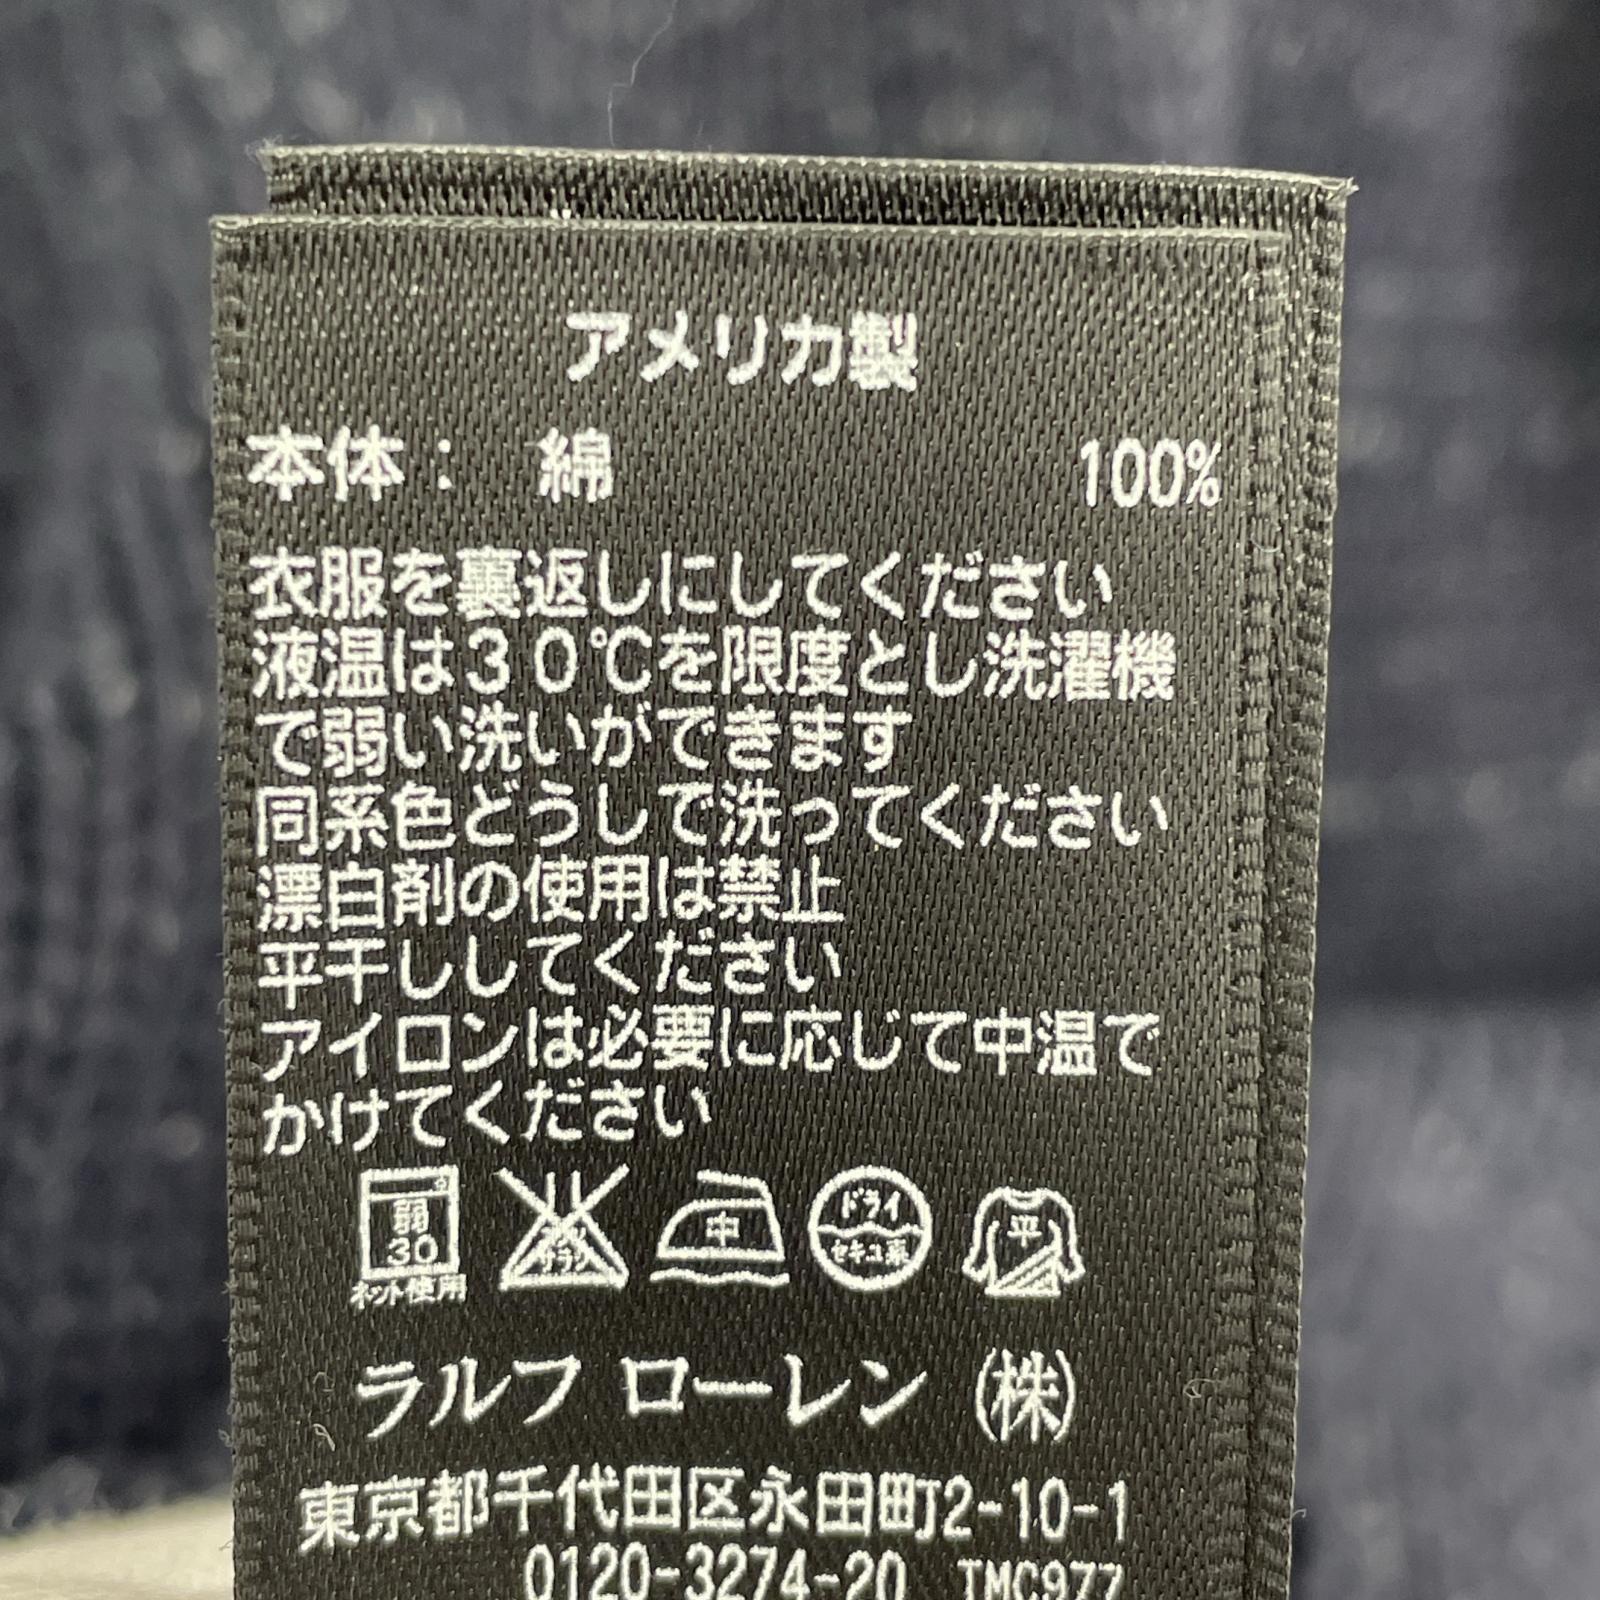 アメリカ製
本体： 綿 100%
衣服を裏返しにしてください
液温は30℃を限度とし洗濯機
で弱い洗いができます
同系色どうしで洗ってください
漂白剤の使用は禁止
平干ししてください
アイロンは必要に応じて中温で
かけてください
弱 中 ドライ 平
30 サラシ セキユ系
ネット使用
ラルフ ローレン (株)
東京都千代田区永田町2-10-1
0120-3274-20 TMC977